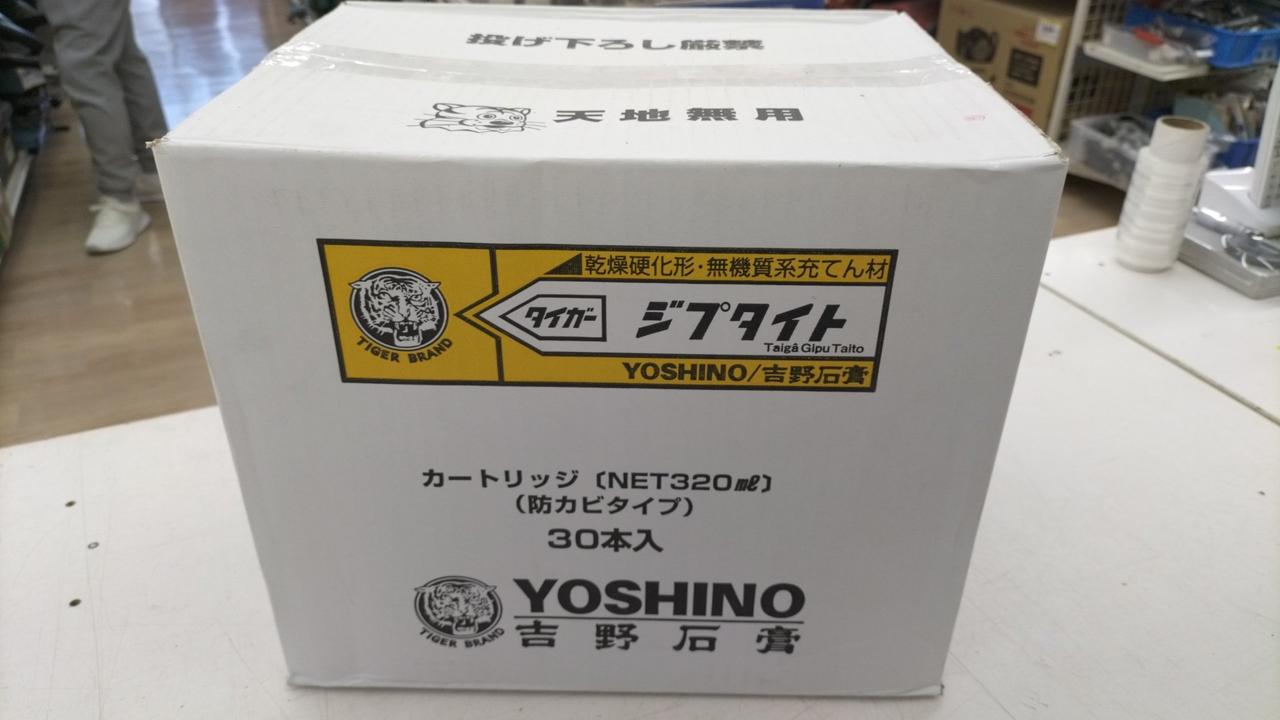 投げ下ろし厳禁
天地無用
乾燥硬化形・無機質系充てん材
タイガー ジプタイト
Taigā Gipu Taito
TIGER BRAND
YOSHINO/吉野石膏
カートリッジ〔NET320㎖〕
（防カビタイプ）
30本入
YOSHINO
TIGER BRAND
吉野石膏